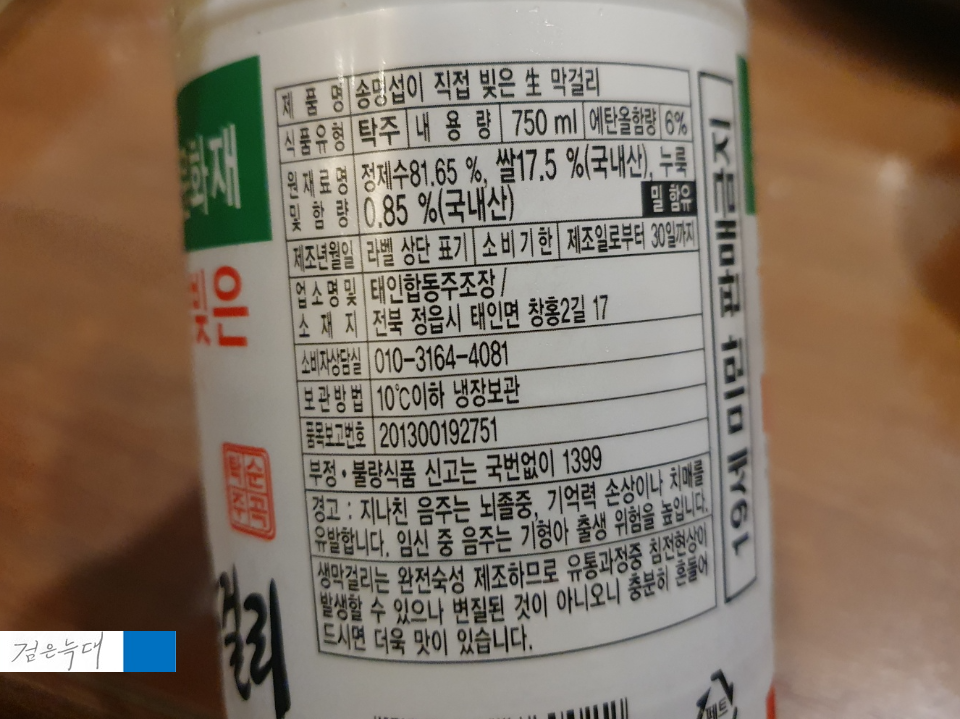 제 품 명 송명섭이 직접 빚은 生 막걸리
식품유형 탁주 내 용 량 750 ml 에탄올함량 6%
원재료명 및 함 량 정제수81.65 %, 쌀17.5 %(국내산), 누룩
0.85 %(국내산) 밀 함유
제조년월일 라벨 상단 표기 소비기한 제조일로부터 30일까지
업소명및 태인합동주조장 /
소 재 지 전북 정읍시 태인면 창홍2길 17
소비자상담실 010-3164-4081
보관방법 10℃이하 냉장보관
품목보고번호 201300192751
부정·불량식품 신고는 국번없이 1399
경고 : 지나친 음주는 뇌졸중, 기억력 손상이나 치매를
유발합니다. 임신 중 음주는 기형아 출생 위험을 높입니다.
생막걸리는 완전숙성 제조하므로 유통과정중 침전현상이
발생할 수 있으나 변질된 것이 아니오니 충분히 흔들어
드시면 더욱 맛이 있습니다.
19세 미만 판매금지
화재
빚은
순곡
탁주
걸리
페트
검은늑대